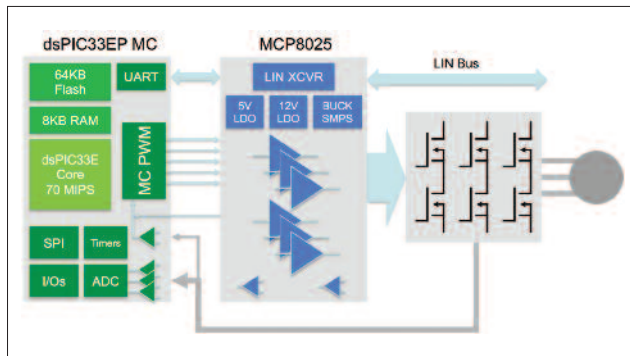 dsPIC33EP MC
MCP8025
64KB
Flash
UART
LIN XCVR
LIN Bus
5V
LDO
12V
LDO
BUCK
SMPS
8KB RAM
MC PWM
dsPIC33E
Core
70 MIPS
SPI
Timers
I/Os
ADC